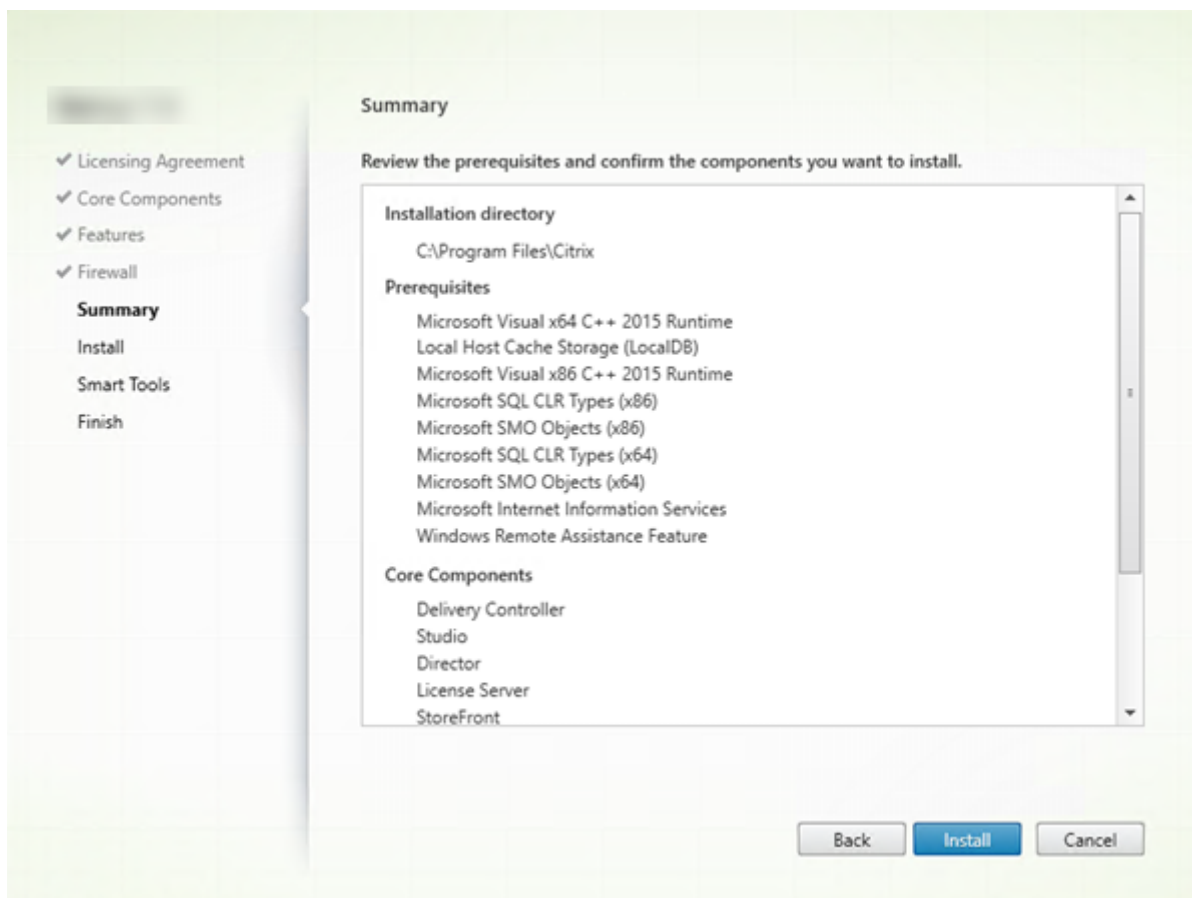 Licensing Agreement
Core Components
Features
Firewall
Summary
Install
Smart Tools
Finish
Summary
Review the prerequisites and confirm the components you want to install.
Installation directory
C:\Program Files\Citrix
Prerequisites
Microsoft Visual x64 C++ 2015 Runtime
Local Host Cache Storage (LocalDB)
Microsoft Visual x86 C++ 2015 Runtime
Microsoft SQL CLR Types (x86)
Microsoft SMO Objects (x86)
Microsoft SQL CLR Types (x64)
Microsoft SMO Objects (x64)
Microsoft Internet Information Services
Windows Remote Assistance Feature
Core Components
Delivery Controller
Studio
Director
License Server
StoreFront
Back
Install
Cancel